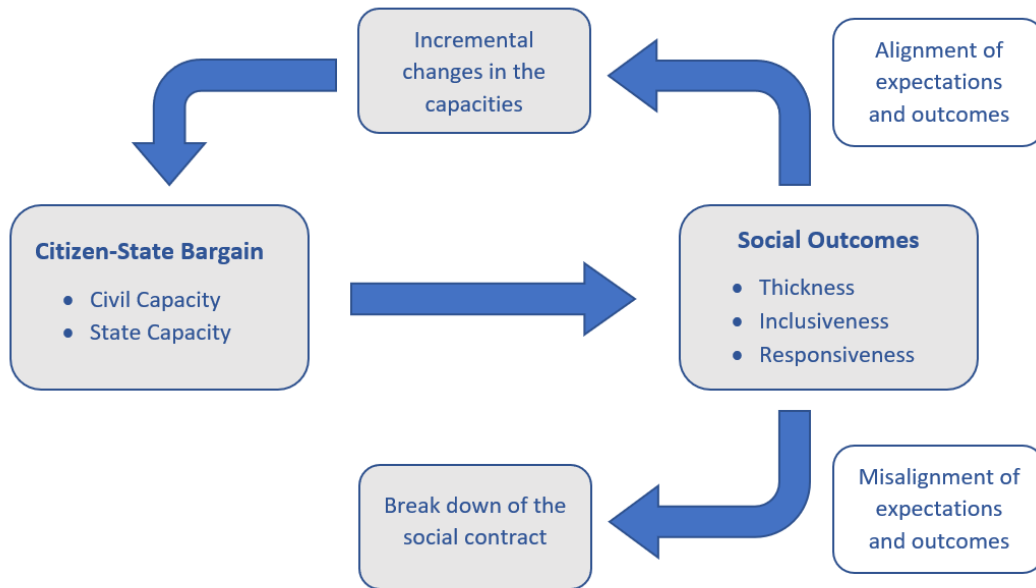 Incremental
changes in the
capacities
Alignment of
expectations
and outcomes
Citizen-State Bargain
● Civil Capacity
● State Capacity
Social Outcomes
● Thickness
● Inclusiveness
● Responsiveness
Break down of the
social contract
Misalignment of
expectations
and outcomes